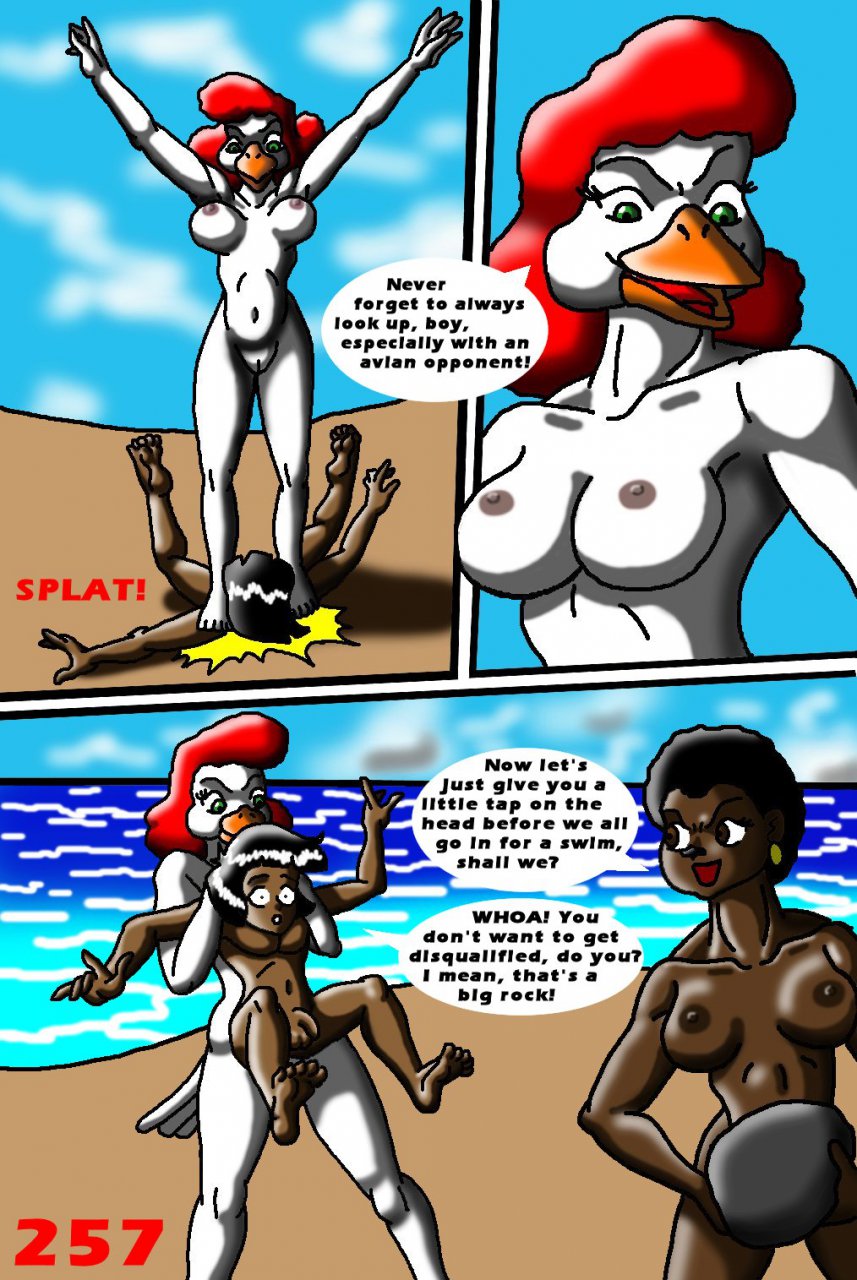 Never
forget to always
look up, boy,
especially with an
avian opponent!
SPLAT!
Now let's
just give you a
little tap on the
head before we all
go in for a swim,
shall we?
WHOA! You
don't want to get
disqualified, do you?
I mean, that's a
big rock!
257